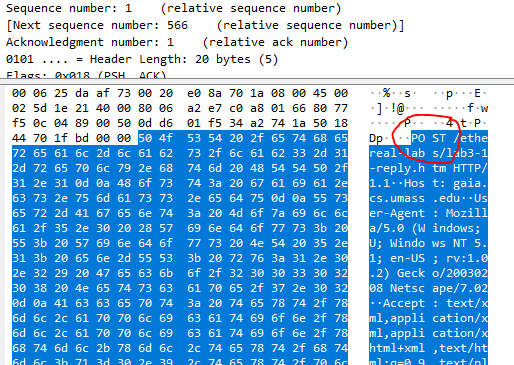 Sequence number: 1 (relative sequence number)
[Next sequence number: 566 (relative sequence number)]
Acknowledgment number: 1 (relative ack number)
0101 .... = Header Length: 20 bytes (5)
Flags: 0x018 (PSH, ACK)
00 06 25 da af 73 00 20 e0 8a 70 1a 08 00 45 00 ··%··s· ··p···E·
02 5d 1e 21 40 00 80 06 a2 e7 c0 a8 01 66 80 77 ·]·!@··· ·····f·w
f5 0c 04 89 00 50 0d d6 01 f5 34 a2 74 1a 50 18 ·····P·· ··4·t·P·
44 70 1f bd 00 00 50 4f 53 54 20 2f 65 74 68 65 Dp····PO ST /ethe
72 65 61 6c 2d 6c 61 62 73 2f 6c 61 62 33 2d 31 real-lab s/lab3-1
2d 72 65 70 6c 79 2e 68 74 6d 20 48 54 54 50 2f -reply.h tm HTTP/
31 2e 31 0d 0a 48 6f 73 74 3a 20 67 61 69 61 2e 1.1··Hos t: gaia.
63 73 2e 75 6d 61 73 73 2e 65 64 75 0d 0a 55 73 cs.umass .edu··Us
65 72 2d 41 67 65 6e 74 3a 20 4d 6f 7a 69 6c 6c er-Agent : Mozill
61 2f 35 2e 30 20 28 57 69 6e 64 6f 77 73 3b 20 a/5.0 (W indows;
55 3b 20 57 69 6e 64 6f 77 73 20 4e 54 20 35 2e U; Windo ws NT 5.
31 3b 20 65 6e 2d 55 53 3b 20 72 76 3a 31 2e 30 1; en-US ; rv:1.0
2e 32 29 20 47 65 63 6b 6f 2f 32 30 30 33 30 32 .2) Geck o/200302
30 38 20 4e 65 74 73 63 61 70 65 2f 37 2e 30 32 08 Netsc ape/7.02
0d 0a 41 63 63 65 70 74 3a 20 74 65 78 74 2f 78 ··Accept : text/x
6d 6c 2c 61 70 70 6c 69 63 61 74 69 6f 6e 2f 78 ml,appli cation/x
6d 6c 2c 61 70 70 6c 69 63 61 74 69 6f 6e 2f 78 ml,appli cation/x
68 74 6d 6c 2b 78 6d 6c 2c 74 65 78 74 2f 68 74 html+xml ,text/ht
6d 6c 3b 71 3d 30 2e 39 2c 74 65 78 74 2f 70 6c ml;q=0.9 ,text/pl